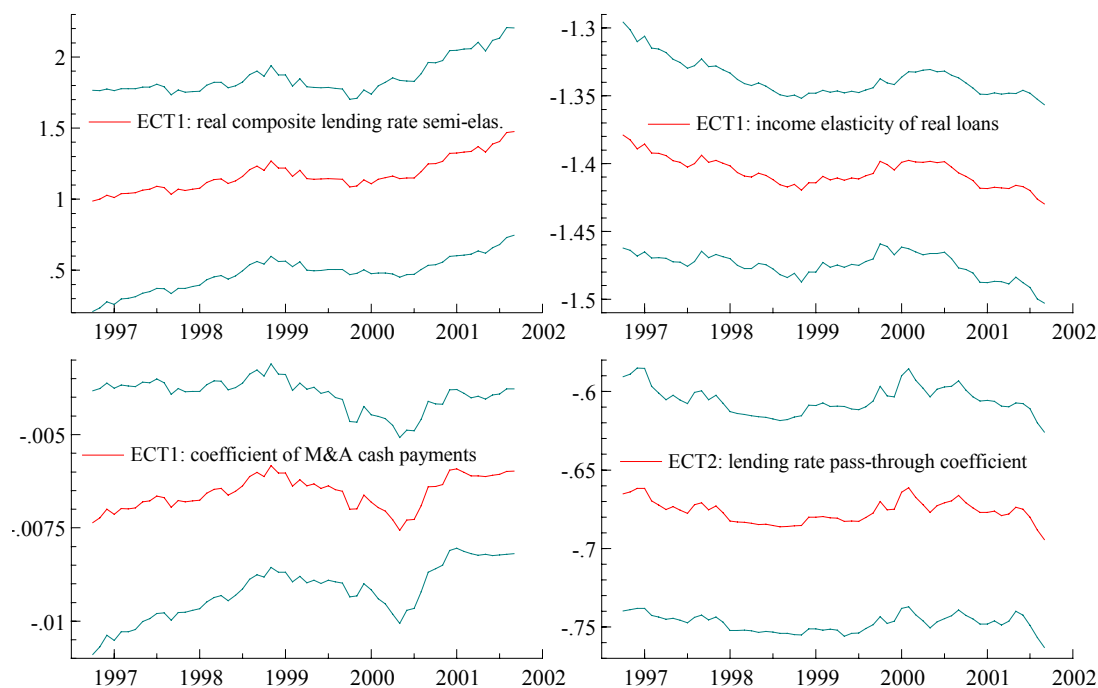 2
1.5
1
.5
ECT1: real composite lending rate semi-elas.
1997 1998 1999 2000 2001 2002
-1.3
-1.35
-1.4
-1.45
-1.5
ECT1: income elasticity of real loans
1997 1998 1999 2000 2001 2002
-.005
-.0075
-.01
ECT1: coefficient of M&A cash payments
1997 1998 1999 2000 2001 2002
-.6
-.65
-.7
-.75
ECT2: lending rate pass-through coefficient
1997 1998 1999 2000 2001 2002